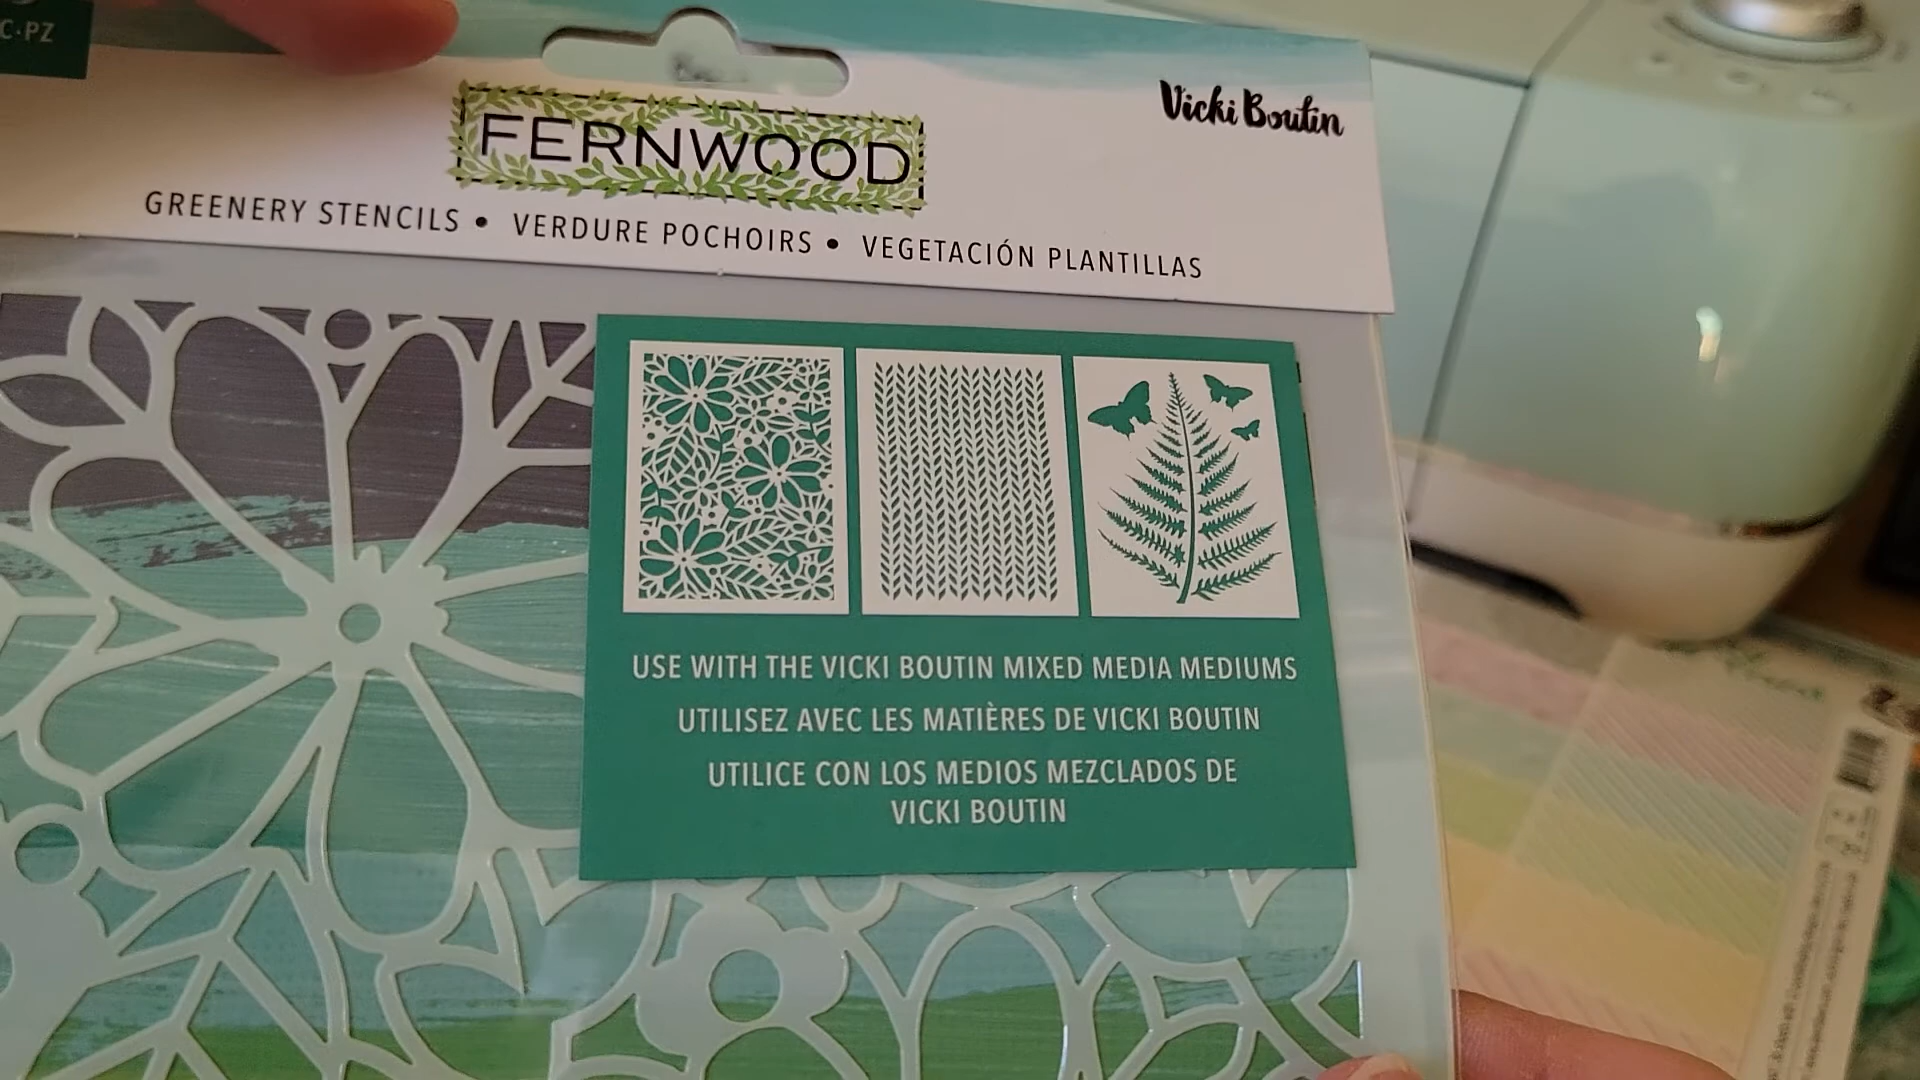 C•PZ
FERNWOOD
Vicki Boutin
GREENERY STENCILS • VERDURE POCHOIRS • VEGETACIÓN PLANTILLAS
USE WITH THE VICKI BOUTIN MIXED MEDIA MEDIUMS
UTILISEZ AVEC LES MATIÈRES DE VICKI BOUTIN
UTILICE CON LOS MEDIOS MEZCLADOS DE
VICKI BOUTIN